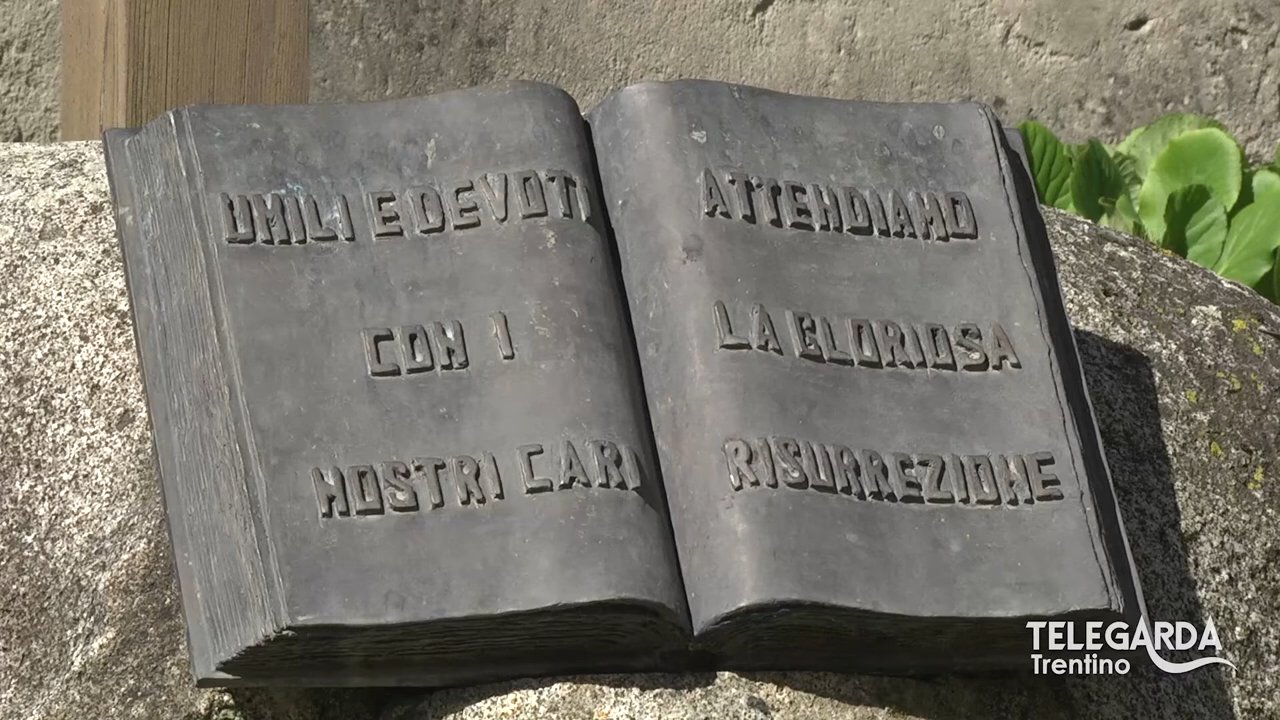 UMILI E DEVOTI
CON I
NOSTRI CARI
ATTENDIAMO
LA GLORIOSA
RISURREZIONE
TELEGARDA
Trentino